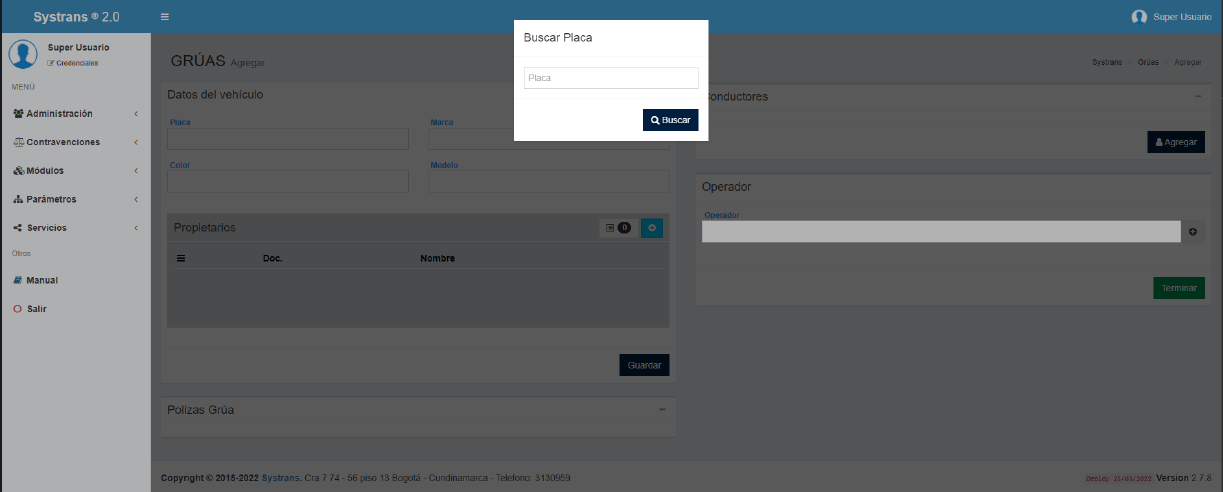 Systrans ® 2.0
Super Usuario
Super Usuario
Credenciales
MENÚ
Administración
Contravenciones
Módulos
Parámetros
Servicios
Otros
Manual
Salir
GRÚAS Agregar
Systrans Grúas Agregar
Buscar Placa
Placa
Buscar
Datos del vehículo
Placa
Marca
Color
Modelo
Propietarios
0
Doc. Nombre
Guardar
Polizas Grúa
Conductores
Agregar
Operador
Operador
Terminar
Copyright © 2015-2022 Systrans. Cra 7 74 - 56 piso 13 Bogotá - Cundinamarca - Telefono: 3130959.
Deploy 25/03/2022 Version 2.7.8